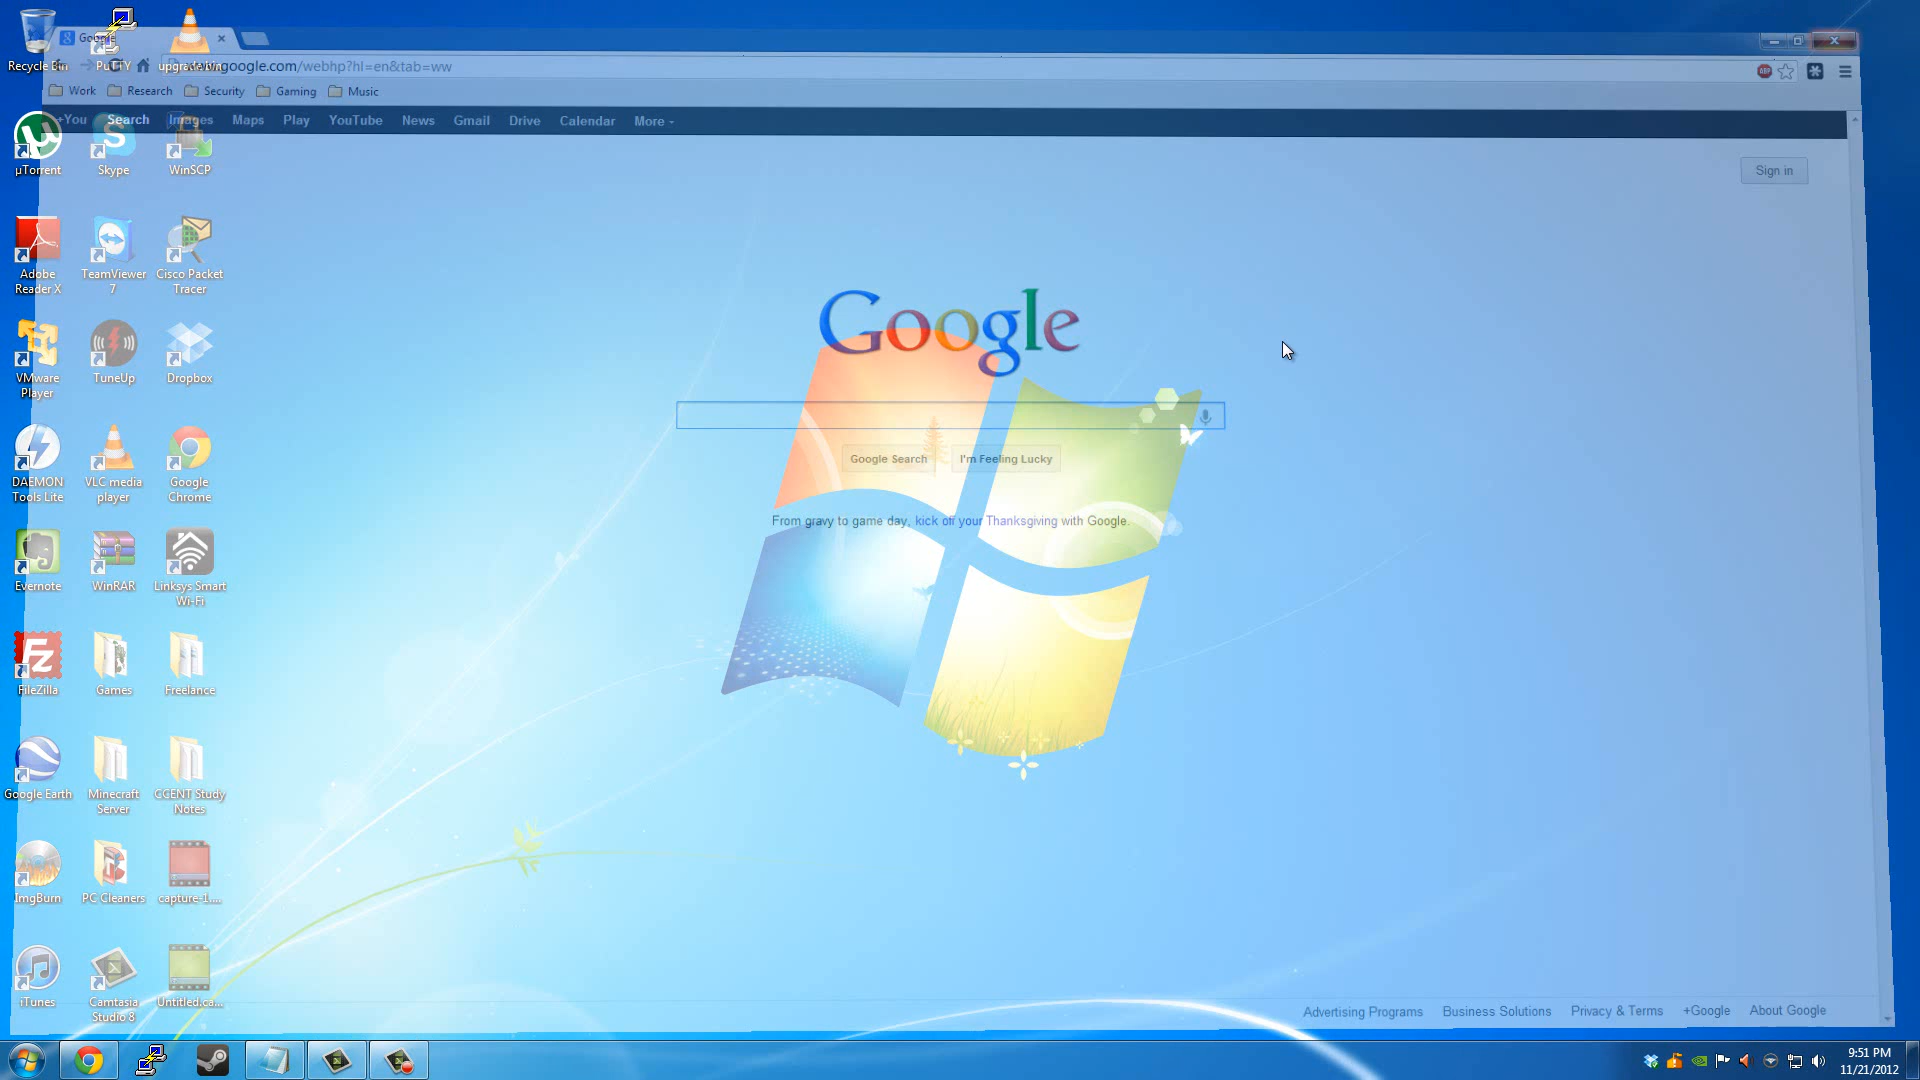 Google
www.google.com/webhp?hl=en&tab=ww
Work Research Security Gaming Music
+You Search Images Maps Play YouTube News Gmail Drive Calendar More
Sign in
Google
Google Search I'm Feeling Lucky
From gravy to game day, kick off your Thanksgiving with Google.
Advertising Programs Business Solutions Privacy & Terms +Google About Google
Recycle Bin PuTTY
µTorrent Skype WinSCP
Adobe TeamViewer Cisco Packet
Reader X 7 Tracer
VMware TuneUp Dropbox
Player
DAEMON VLC media Google
Tools Lite player Chrome
Evernote WinRAR Linksys Smart
Wi-Fi
FileZilla Games Freelance
Google Earth Minecraft CCENT Study
Server Notes
ImgBurn PC Cleaners capture-1....
iTunes Camtasia Untitled.ca...
Studio 8
9:51 PM
11/21/2012